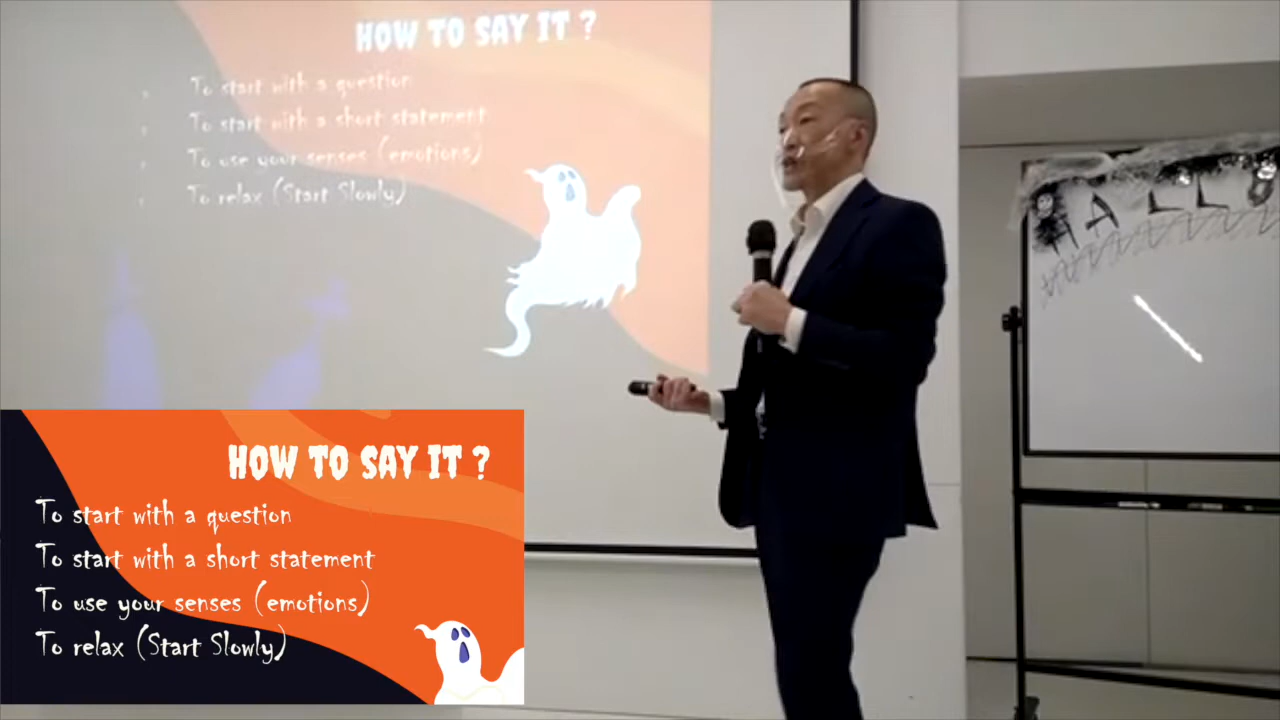 HOW TO SAY IT ?
To start with a question
To start with a short statement
To use your senses (emotions)
To relax (Start Slowly)
HALLO
HOW TO SAY IT ?
To start with a question
To start with a short statement
To use your senses (emotions)
To relax (Start Slowly)